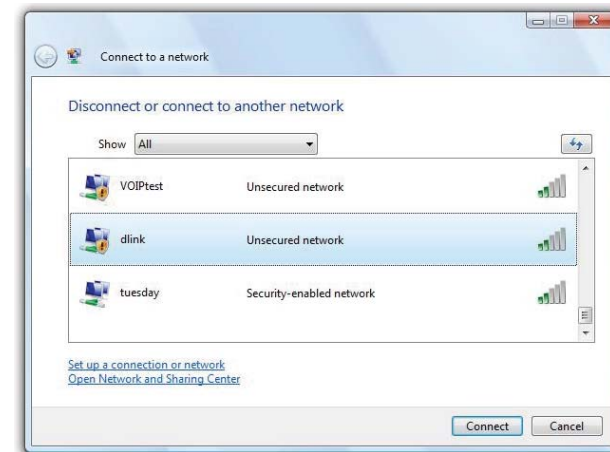 Connect to a network
Disconnect or connect to another network
Show All
VOIPtest Unsecured network
dlink Unsecured network
tuesday Security-enabled network
Set up a connection or network
Open Network and Sharing Center
Connect Cancel